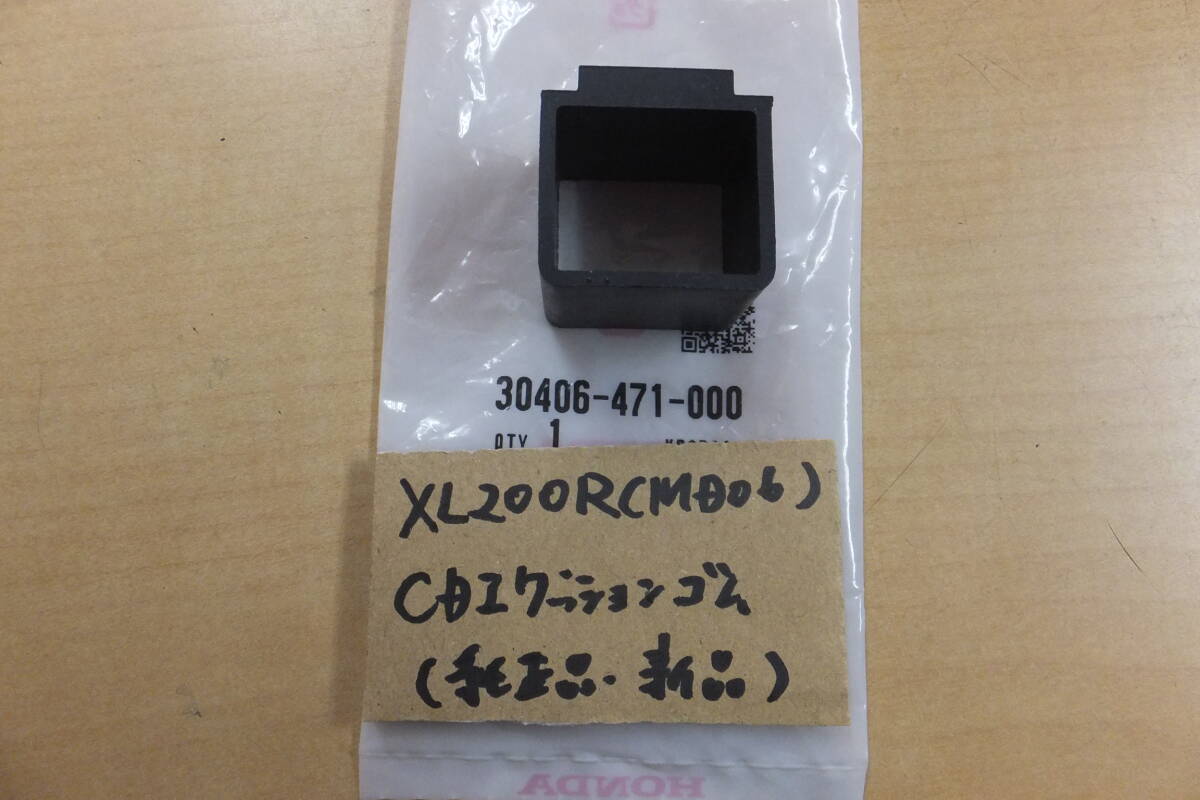 30406-471-000
QTY 1
XL200R(MD06)
CDIクッションゴム
(純正品・新品)
HONDA